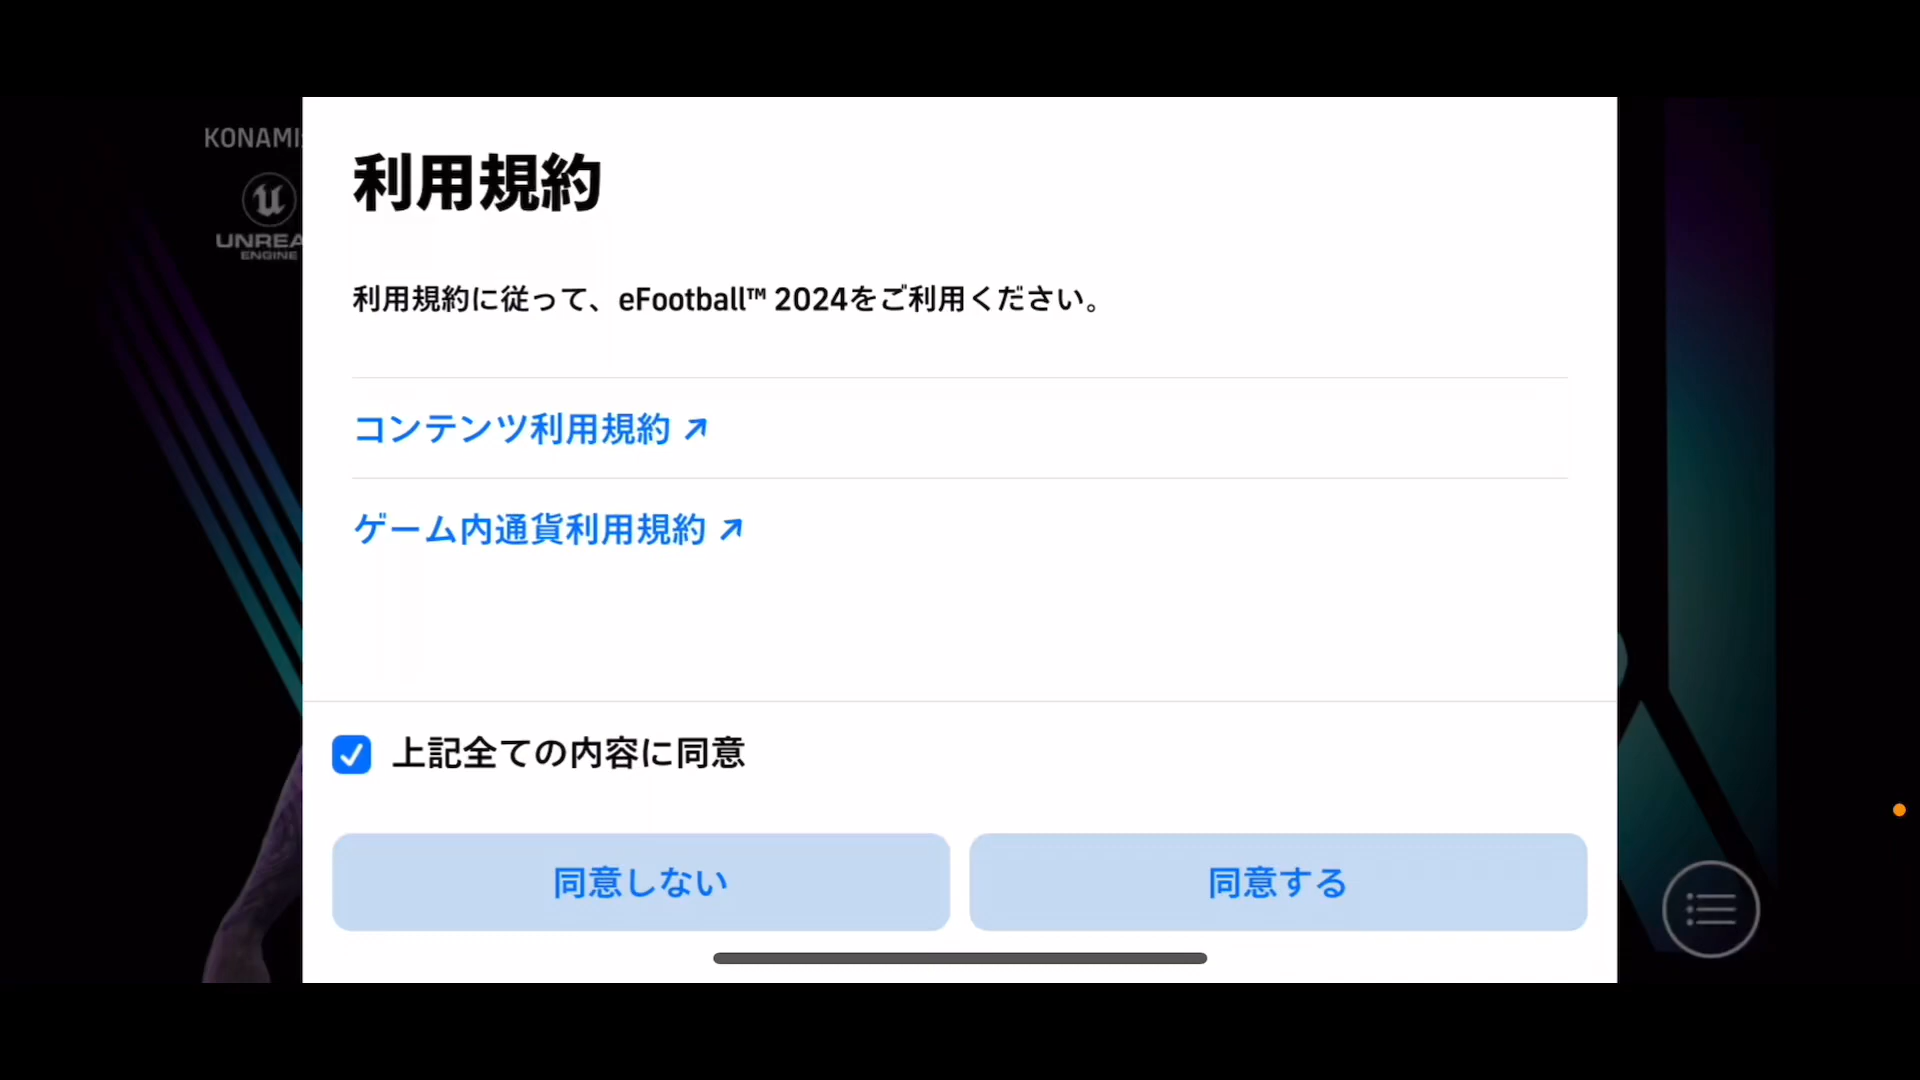 KONAMI
UNREA
ENGINE
利用規約
利用規約に従って、eFootball™ 2024をご利用ください。
コンテンツ利用規約 ↗
ゲーム内通貨利用規約 ↗
上記全ての内容に同意
同意しない
同意する